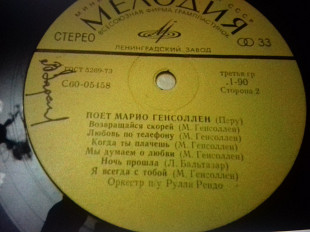 МЕЛОДИЯ
ВСЕСОЮЗНАЯ ФИРМА ГРАМПЛАСТИНОК
СТЕРЕО
33
ЛЕНИНГРАДСКИЙ ЗАВОД
ГОСТ 5289-73
третья гр
С60-05458
1-90
Сторона 2
ПОЕТ МАРИО ГЕНСОЛЛЕН (Перу)
Возвращайся скорей (М. Генсоллен)
Любовь по телефону (М. Генсоллен)
Когда ты плачешь (М. Генсоллен)
Мы думаем о любви (М. Генсоллен)
Ночь прошла (Л. Бальтазар)
Я всегда с тобой (М. Генсоллен)
Оркестр п/у Рулли Рендо